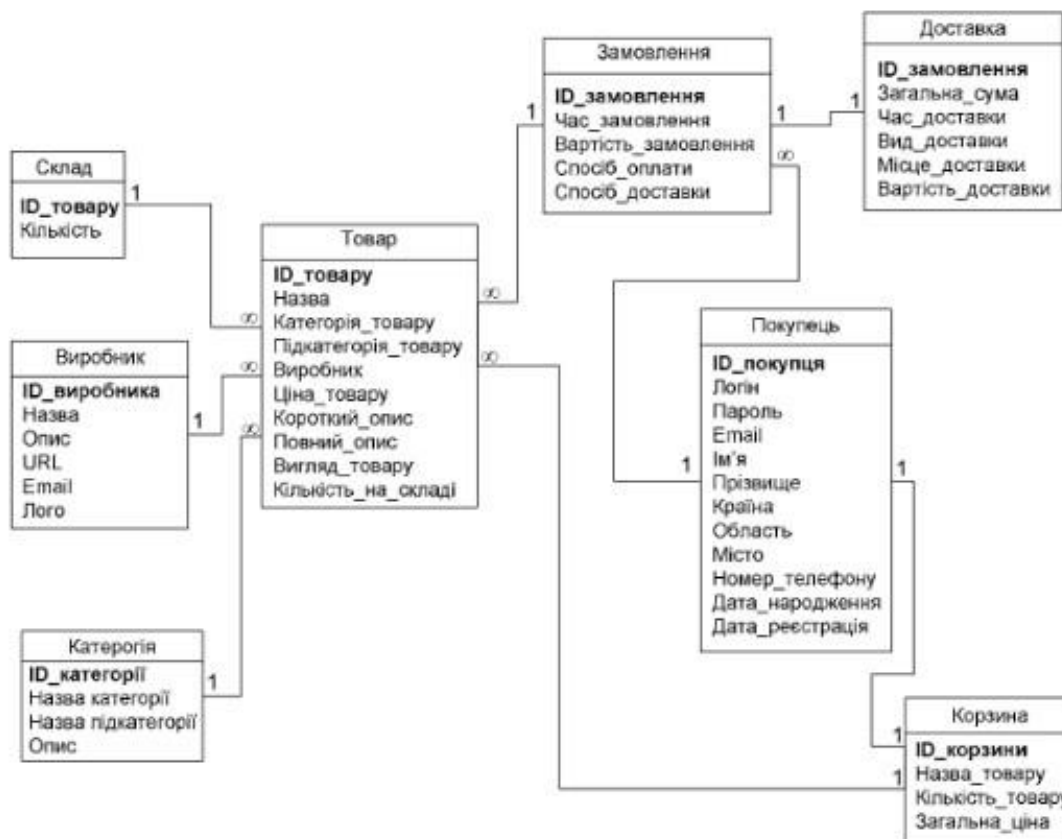 Доставка
ID_замовлення
Загальна_сума
Час_доставки
Вид_доставки
Місце_доставки
Вартість_доставки
Замовлення
ID_замовлення
Час_замовлення
Вартість_замовлення
Спосіб_оплати
Спосіб_доставки
1
1
1
∞
Склад
ID_товару
Кількість
1
Товар
ID_товару
Назва
Категорія_товару
Підкатегорія_товару
Виробник
Ціна_товару
Короткий_опис
Повний_опис
Вигляд_товару
Кількість_на_складі
∞
∞
∞
∞
∞
Виробник
ID_виробника
Назва
Опис
URL
Email
Лого
1
Покупець
ID_покупця
Логін
Пароль
Email
Ім'я
Прізвище
Країна
Область
Місто
Номер_телефону
Дата_народження
Дата_реєстрація
1
1
Катерогія
ID_категорії
Назва категорії
Назва підкатегорії
Опис
1
Корзина
ID_корзини
Назва_товару
Кількість_товару
Загальна_ціна
1
1